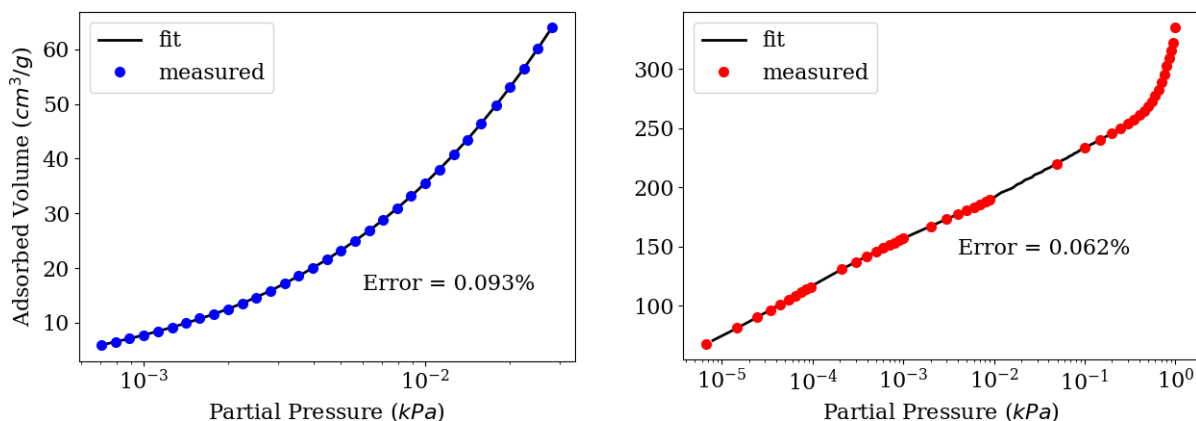 Adsorbed Volume (cm³/g)
60
50
40
30
20
10
fit
measured
Error = 0.093%
10⁻³
10⁻²
Partial Pressure (kPa)
300
250
200
150
100
fit
measured
Error = 0.062%
10⁻⁵
10⁻⁴
10⁻³
10⁻²
10⁻¹
10⁰
Partial Pressure (kPa)